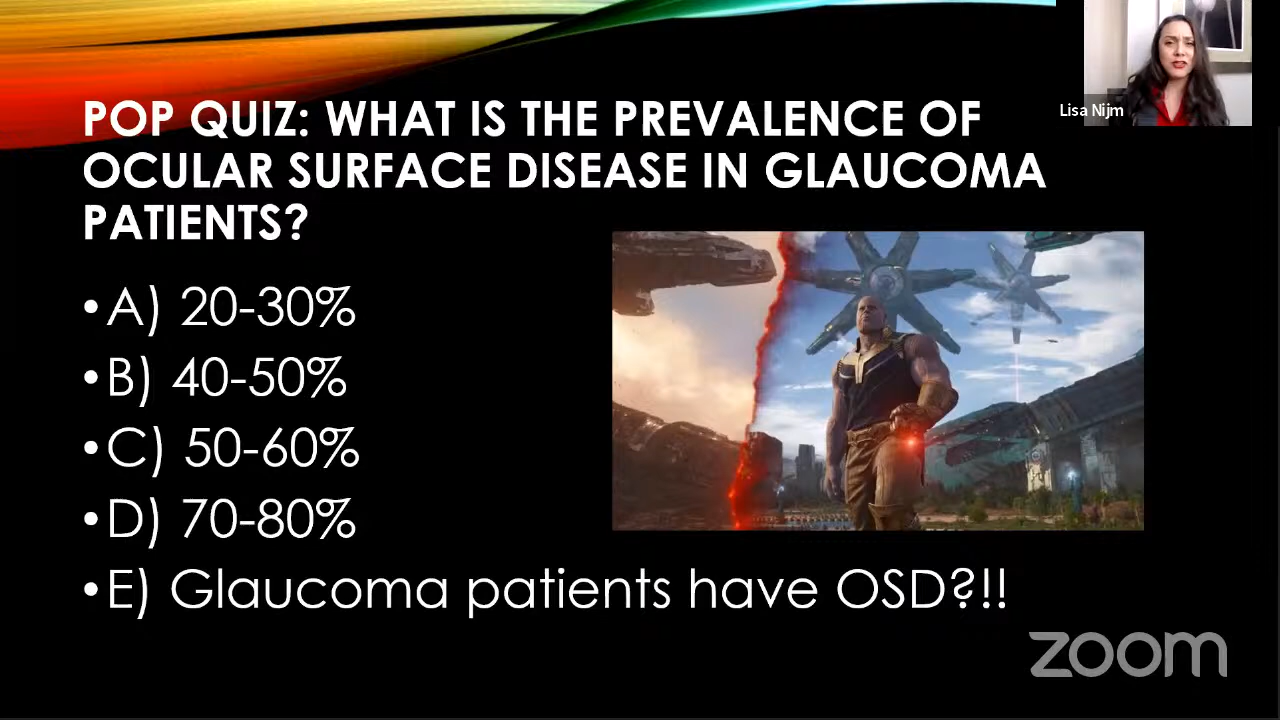 Lisa Nijm
POP QUIZ: WHAT IS THE PREVALENCE OF
OCULAR SURFACE DISEASE IN GLAUCOMA
PATIENTS?
• A) 20-30%
• B) 40-50%
• C) 50-60%
• D) 70-80%
• E) Glaucoma patients have OSD?!!
zoom